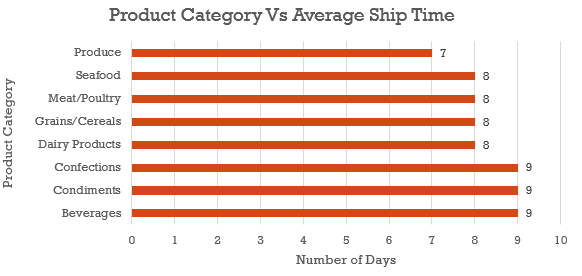 Product Category Vs Average Ship Time
Product Category
Produce 7
Seafood 8
Meat/Poultry 8
Grains/Cereals 8
Dairy Products 8
Confections 9
Condiments 9
Beverages 9
0 1 2 3 4 5 6 7 8 9 10
Number of Days